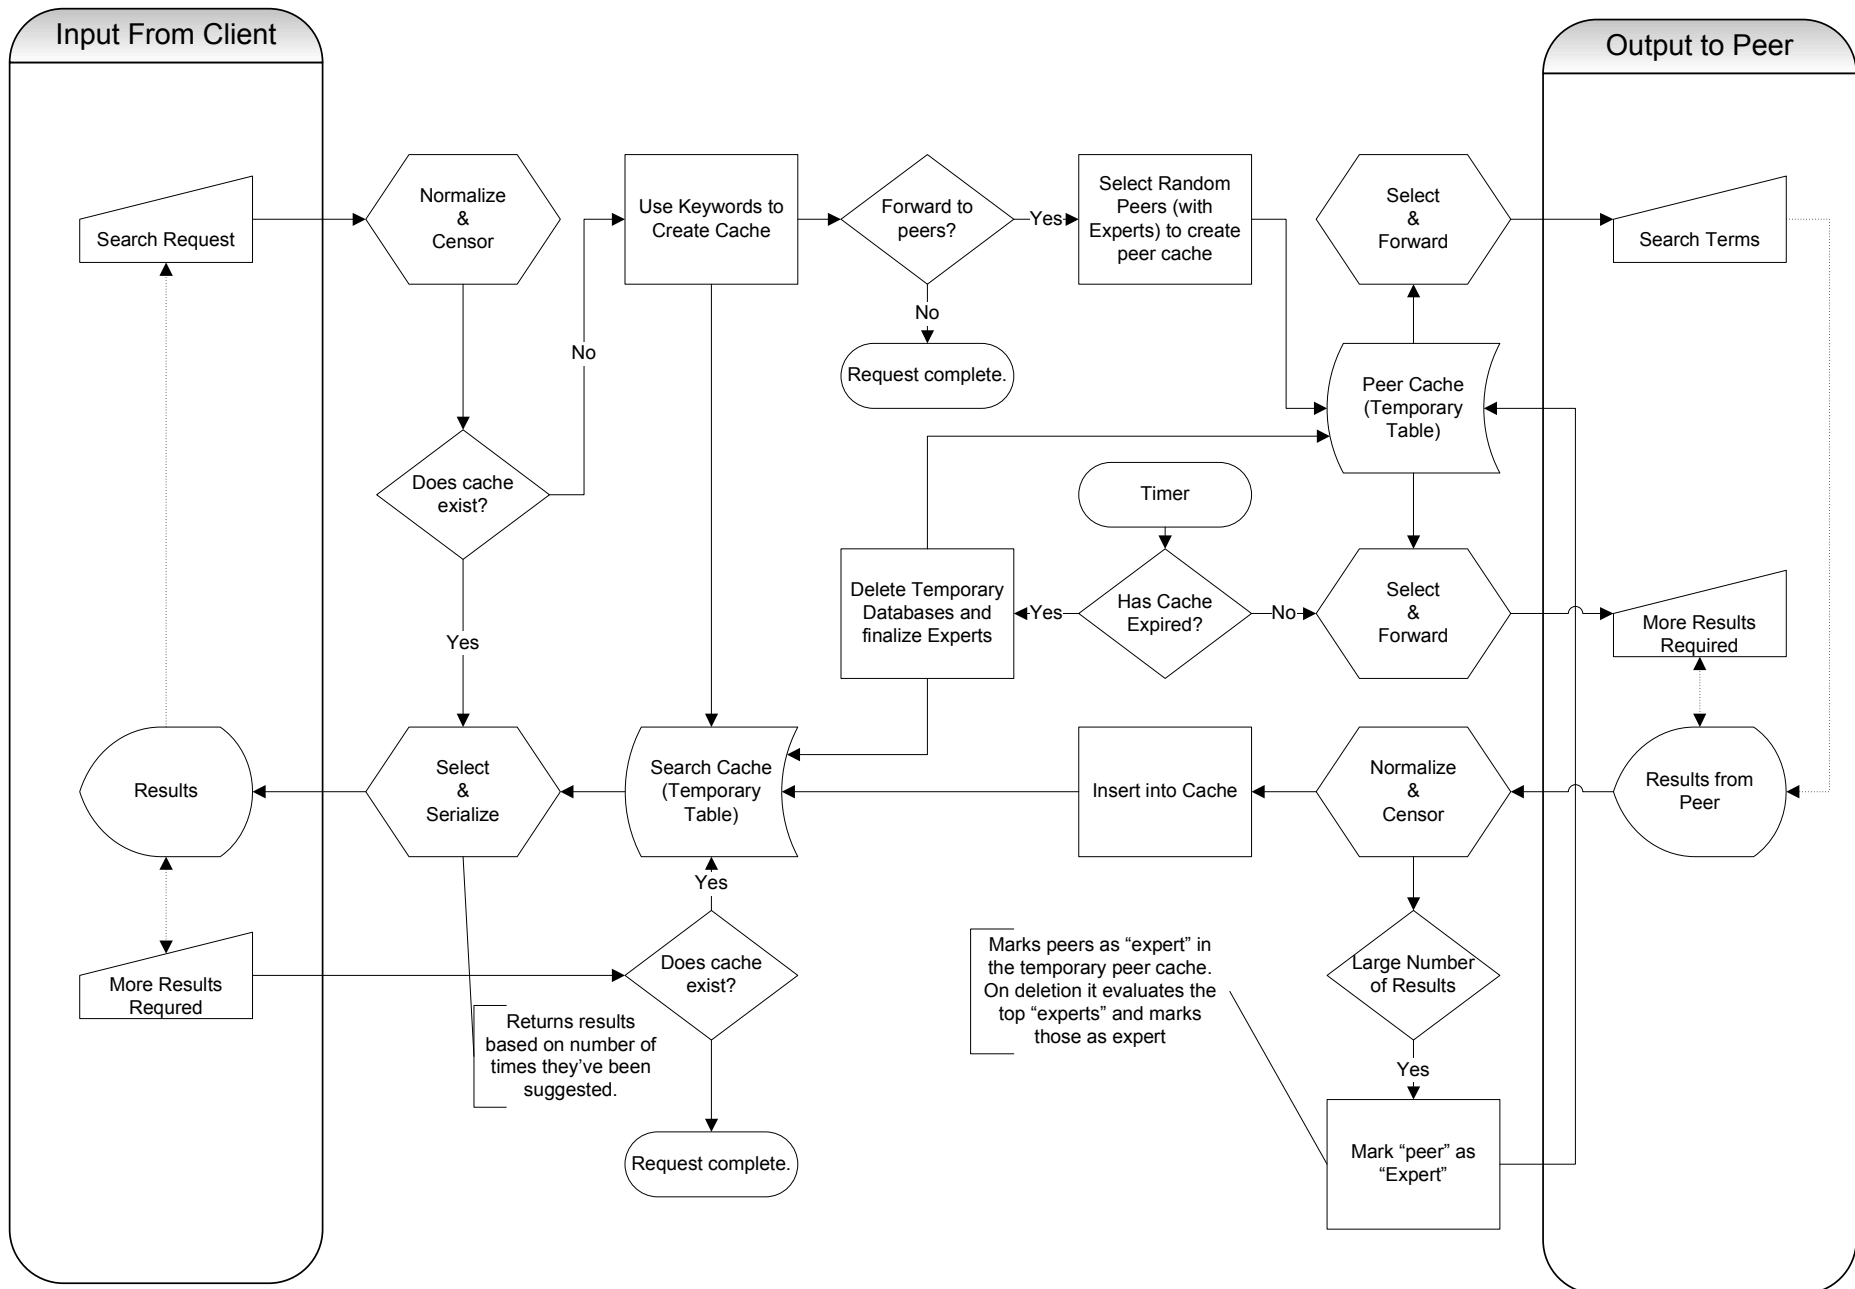 Input From Client
Output to Peer
Search Request
Normalize
&
Censor
Use Keywords to
Create Cache
Forward to
peers?
Yes
Select Random
Peers (with
Experts) to create
peer cache
Select
&
Forward
Search Terms
No
No
Request complete.
Peer Cache
(Temporary
Table)
Does cache
exist?
Timer
Yes
Delete Temporary
Databases and
finalize Experts
Yes
Has Cache
Expired?
No
Select
&
Forward
More Results
Required
Results
Select
&
Serialize
Search Cache
(Temporary
Table)
Insert into Cache
Normalize
&
Censor
Results from
Peer
Yes
More Results
Requred
Does cache
exist?
Returns results
based on number of
times they’ve been
suggested.
Marks peers as “expert” in
the temporary peer cache.
On deletion it evaluates the
top “experts” and marks
those as expert
Large Number
of Results
Yes
Request complete.
Mark “peer” as
“Expert”